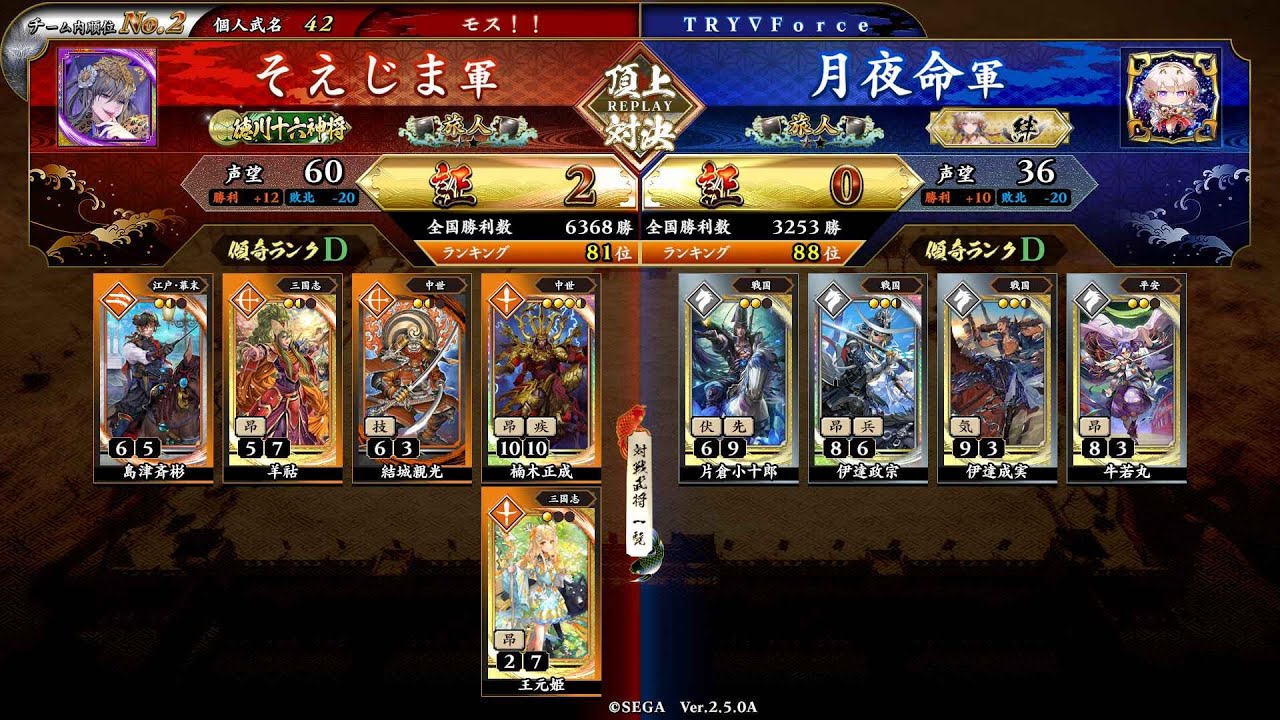 チーム内順位 No.2 個人武名 42 モス!!
TRY∇Force
そえじま軍
頂上
REPLAY
対決
月夜命軍
徳川十六神将 旅人
旅人 絆
声望 60
勝利 +12 敗北 -20
証 2
証 0
声望 36
勝利 +10 敗北 -20
全国勝利数 6368勝
全国勝利数 3253勝
傾奇ランクD
ランキング 81位
ランキング 88位
傾奇ランクD
江戸・幕末
6 5
島津斉彬
三国志
昂
5 7
羊祜
中世
技
6 3
結城親光
中世
昂 疾
10 10
楠木正成
三国志
昂
2 7
王元姫
対戦武将一覧
戦国
伏 先
6 9
片倉小十郎
戦国
昂 兵
8 6
伊達政宗
戦国
気
9 3
伊達成実
平安
昂
8 3
牛若丸
©SEGA Ver.2.5.0A